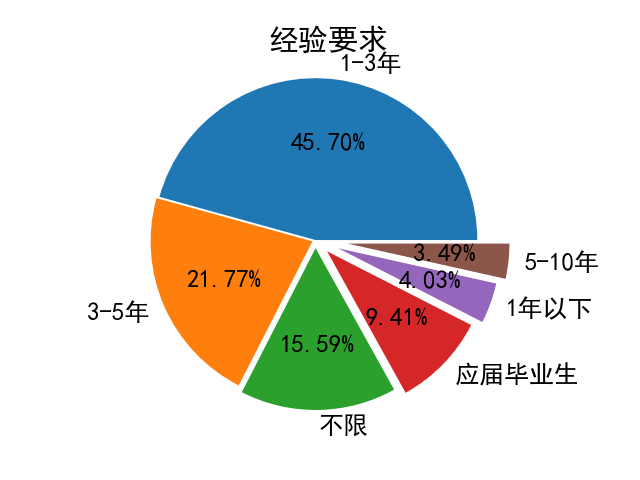 经验要求
1-3年
45.70%
21.77%
3-5年
15.59%
不限
9.41%
应届毕业生
4.03%
1年以下
3.49%
5-10年